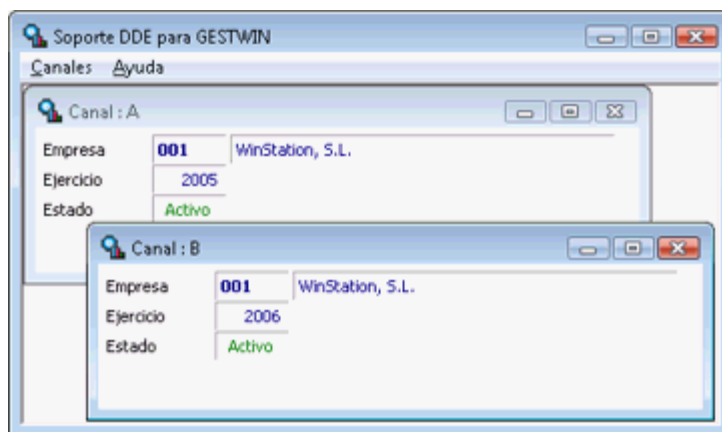 Soporte DDE para GESTWIN
Canales Ayuda
Canal : A
Empresa 001 WinStation, S.L.
Ejercicio 2005
Estado Activo
Canal : B
Empresa 001 WinStation, S.L.
Ejercicio 2006
Estado Activo